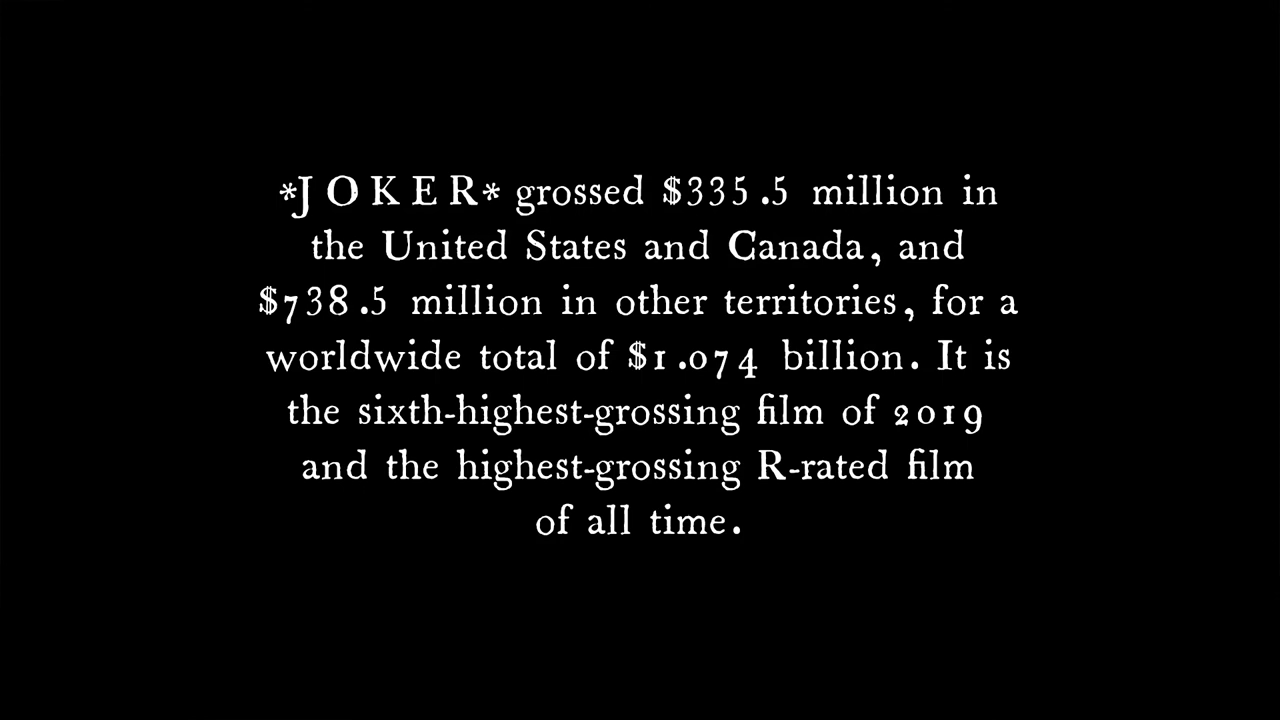 *J O K E R* grossed $335.5 million in
the United States and Canada, and
$738.5 million in other territories, for a
worldwide total of $1.074 billion. It is
the sixth-highest-grossing film of 2019
and the highest-grossing R-rated film
of all time.